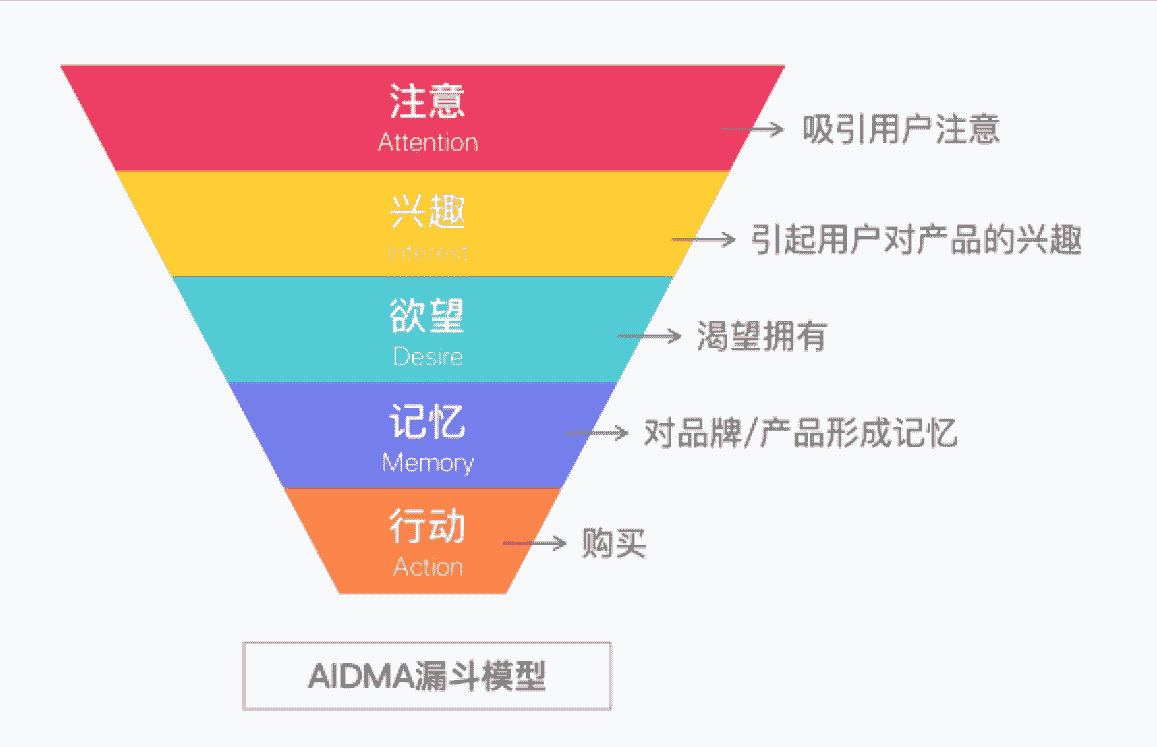 注意
Attention
吸引用户注意
兴趣
Interest
引起用户对产品的兴趣
欲望
Desire
渴望拥有
记忆
Memory
对品牌/产品形成记忆
行动
Action
购买
AIDMA漏斗模型